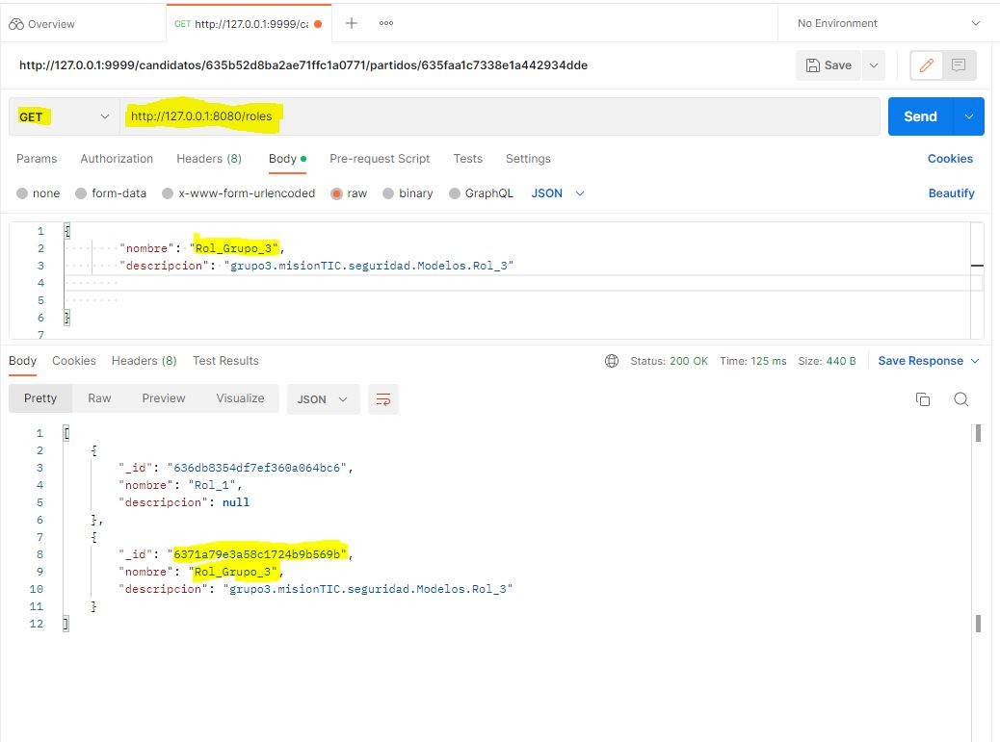 Overview
GET http://127.0.0.1:9999/ca
No Environment
http://127.0.0.1:9999/candidatos/635b52d8ba2ae71ffc1a0771/partidos/635faa1c7338e1a442934dde
Save
GET
http://127.0.0.1:8080/roles
Send
Params Authorization Headers (8) Body Pre-request Script Tests Settings Cookies
none form-data x-www-form-urlencoded raw binary GraphQL JSON Beautify
1 {
2 "nombre": "Rol_Grupo_3",
3 "descripcion": "grupo3.misionTIC.seguridad.Modelos.Rol_3"
4
5
6 }
7
Body Cookies Headers (8) Test Results Status: 200 OK Time: 125 ms Size: 440 B Save Response
Pretty Raw Preview Visualize JSON
1 [
2 {
3 "_id": "636db8354df7ef360a064bc6",
4 "nombre": "Rol_1",
5 "descripcion": null
6 },
7 {
8 "_id": "6371a79e3a58c1724b9b569b",
9 "nombre": "Rol_Grupo_3",
10 "descripcion": "grupo3.misionTIC.seguridad.Modelos.Rol_3"
11 }
12 ]